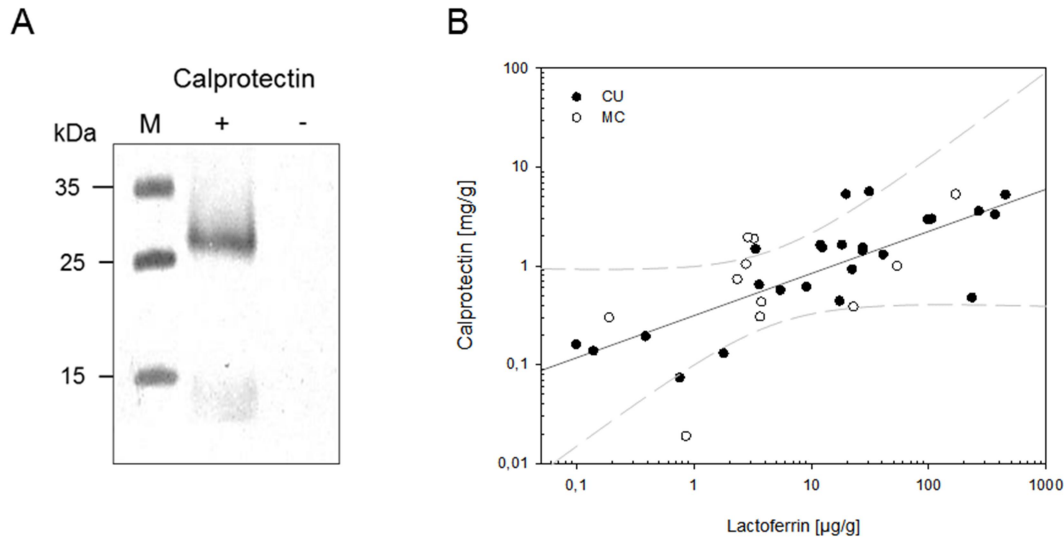 A
Calprotectin
kDa M + -
35
25
15
B
100
10
1
0,1
0,01
Calprotectin [mg/g]
CU
MC
0,1 1 10 100 1000
Lactoferrin [µg/g]